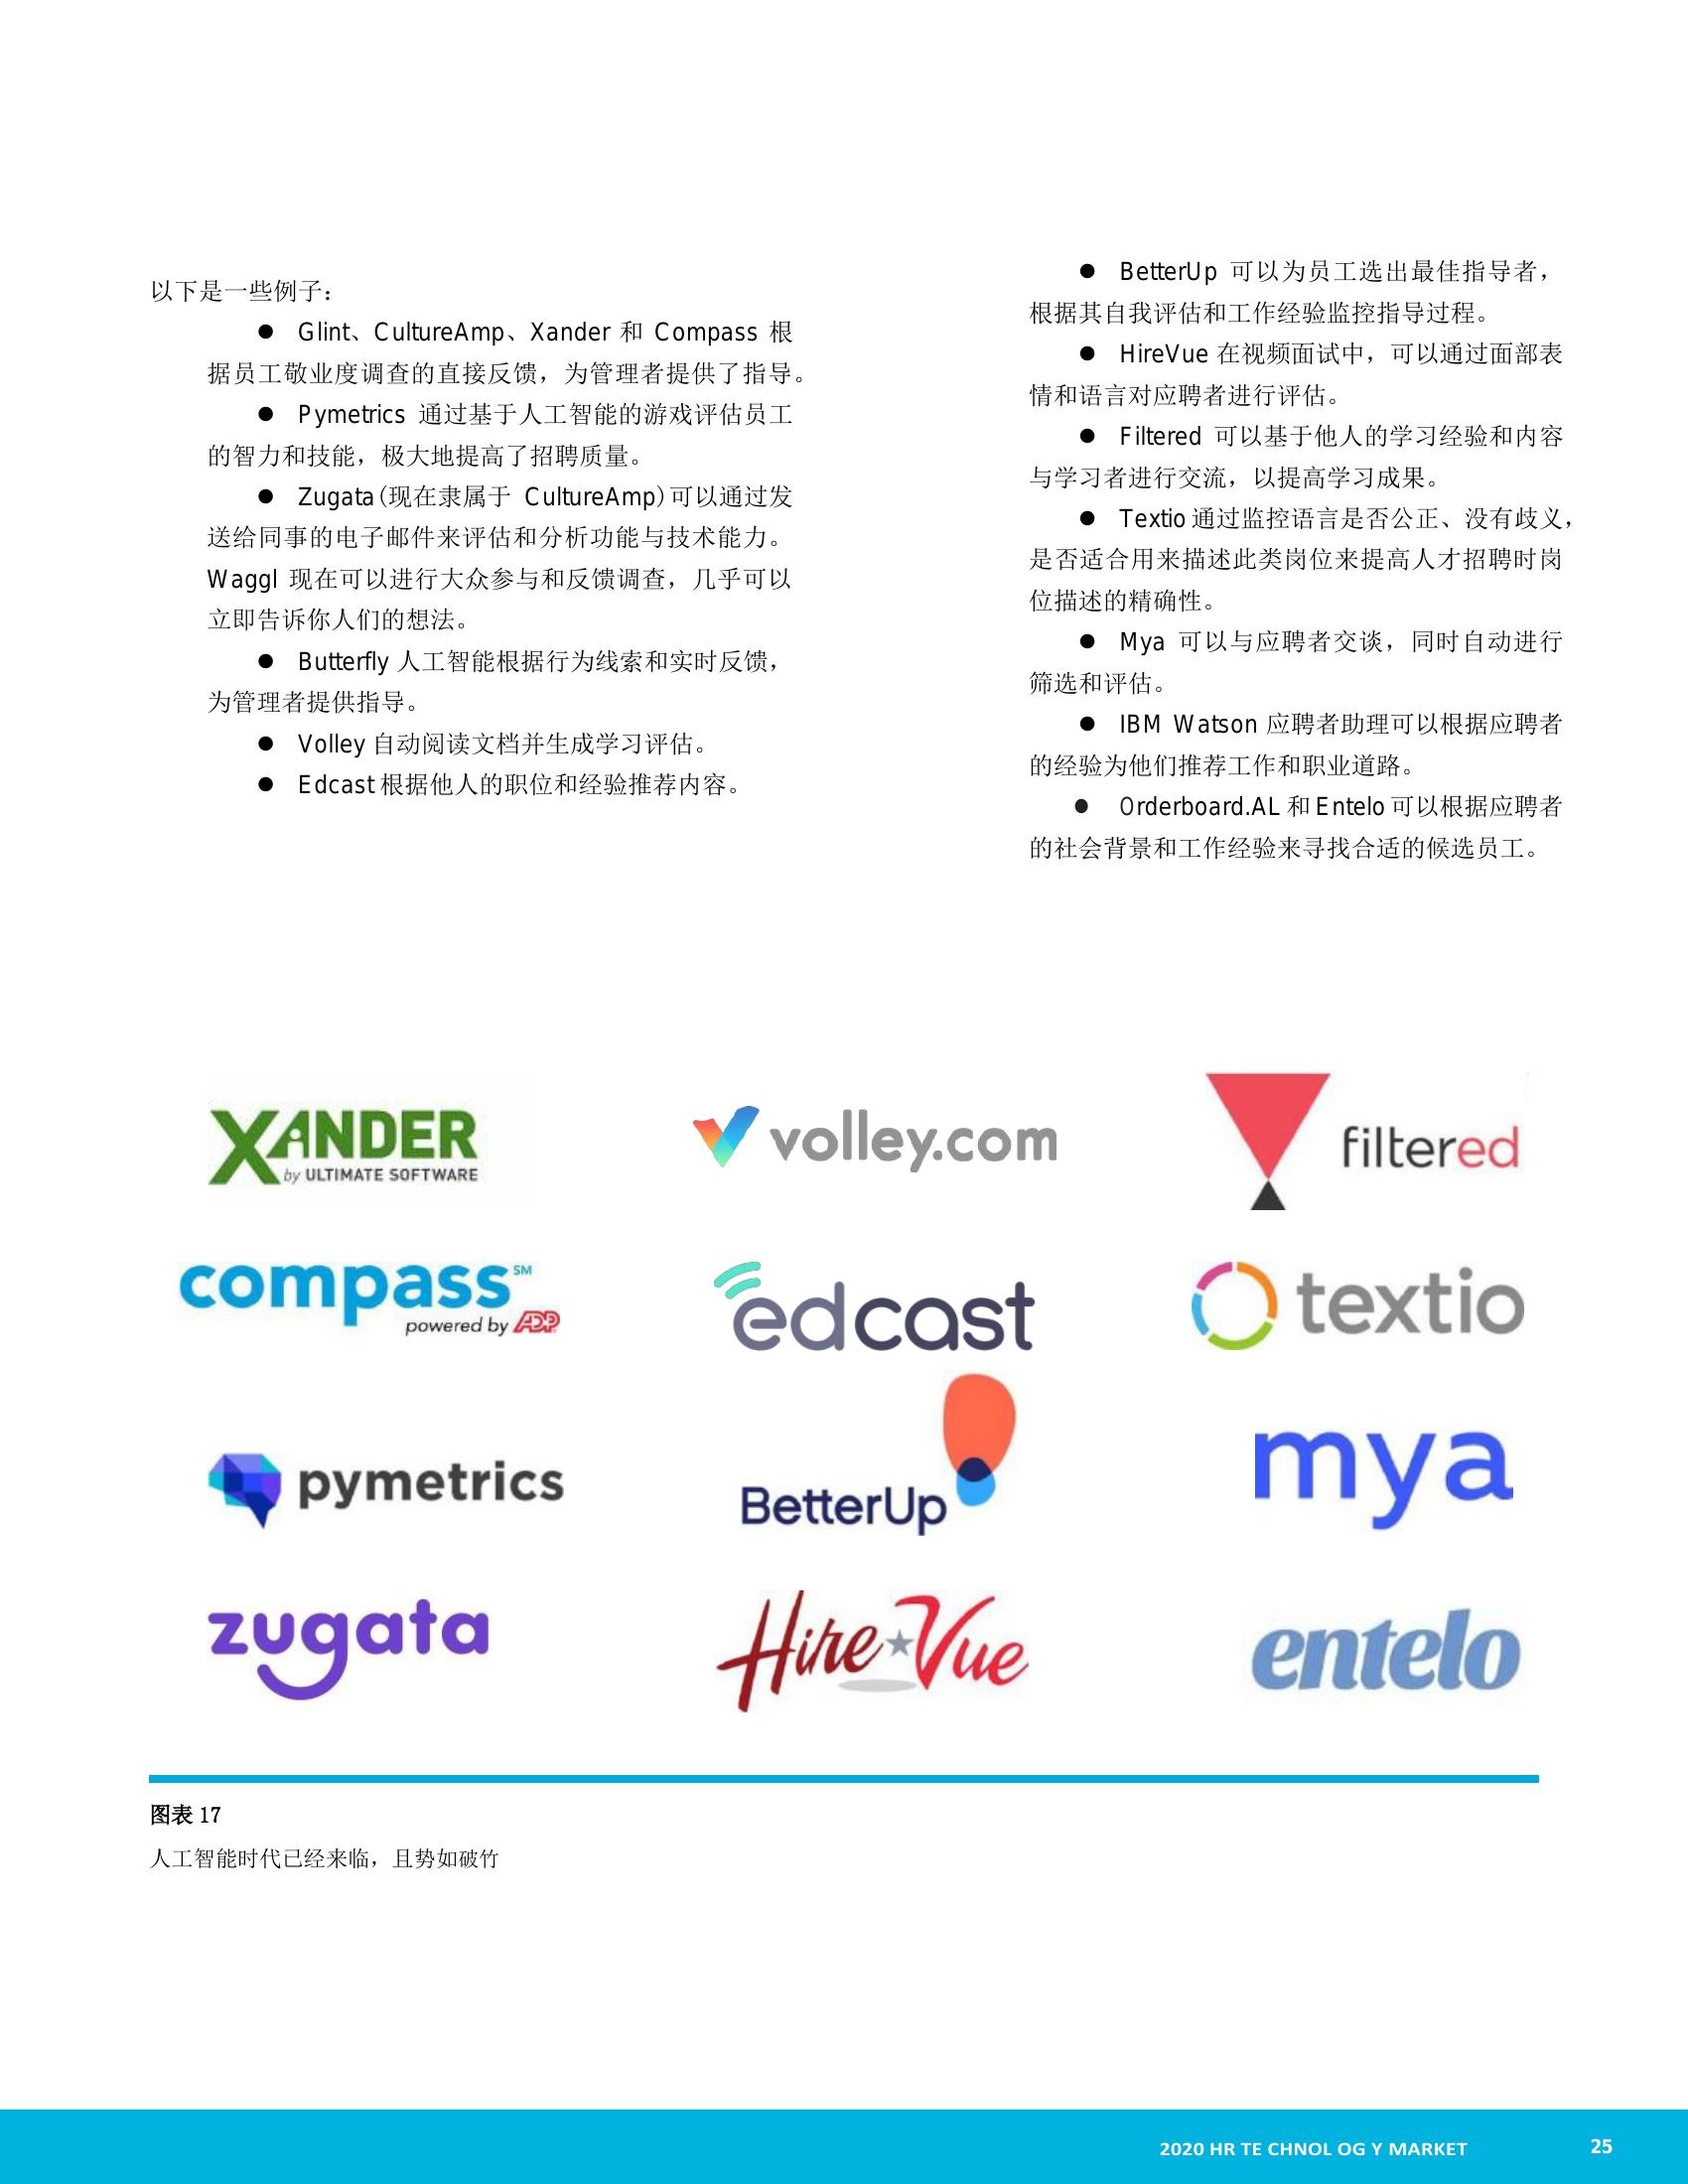 以下是一些例子：
● Glint、CultureAmp、Xander 和 Compass 根
据员工敬业度调查的直接反馈，为管理者提供了指导。
● Pymetrics 通过基于人工智能的游戏评估员工
的智力和技能，极大地提高了招聘质量。
● Zugata(现在隶属于 CultureAmp)可以通过发
送给同事的电子邮件来评估和分析功能与技术能力。
Waggl 现在可以进行大众参与和反馈调查，几乎可以
立即告诉你人们的想法。
● Butterfly 人工智能根据行为线索和实时反馈，
为管理者提供指导。
● Volley 自动阅读文档并生成学习评估。
● Edcast 根据他人的职位和经验推荐内容。
● BetterUp 可以为员工选出最佳指导者，
根据其自我评估和工作经验监控指导过程。
● HireVue 在视频面试中，可以通过面部表
情和语言对应聘者进行评估。
● Filtered 可以基于他人的学习经验和内容
与学习者进行交流，以提高学习成果。
● Textio 通过监控语言是否公正、没有歧义，
是否适合用来描述此类岗位来提高人才招聘时岗
位描述的精确性。
● Mya 可以与应聘者交谈，同时自动进行
筛选和评估。
● IBM Watson 应聘者助理可以根据应聘者
的经验为他们推荐工作和职业道路。
● Orderboard.AL 和 Entelo 可以根据应聘者
的社会背景和工作经验来寻找合适的候选员工。
XANDER
by ULTIMATE SOFTWARE
volley.com
filtered
compass SM
powered by ADP
edcast
textio
pymetrics
BetterUp
mya
zugata
Hire Vue
entelo
图表 17
人工智能时代已经来临，且势如破竹
2020 HR TE CHNOL OG Y MARKET
25